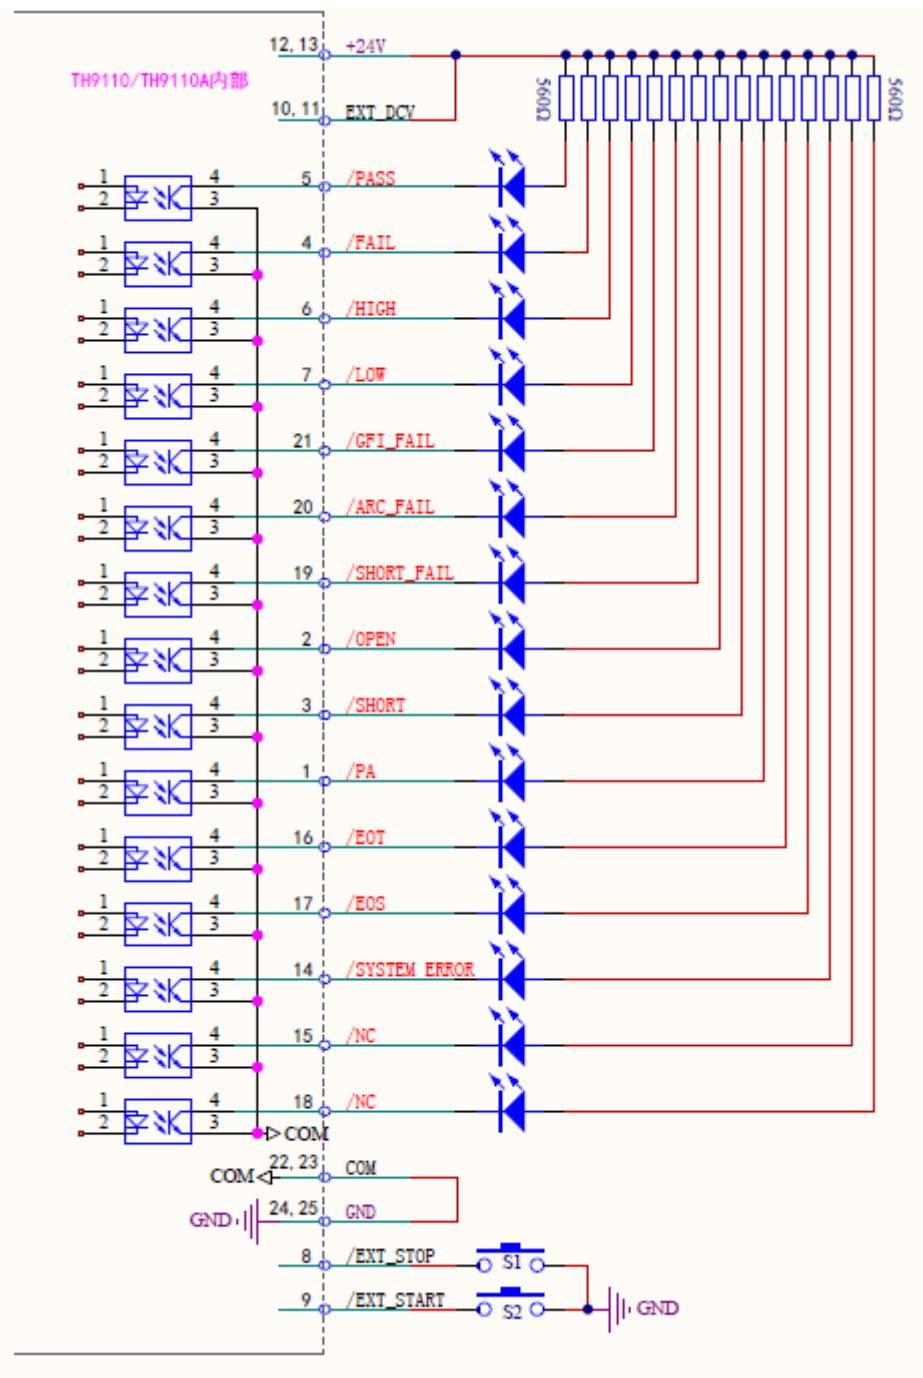 12, 13 +24V
TH9110/TH9110A内部
560Ω 560Ω
10, 11 EXT_DCV
1 4 5 /PASS
2 3
1 4 4 /FAIL
2 3
1 4 6 /HIGH
2 3
1 4 7 /LOW
2 3
1 4 21 /GFI_FAIL
2 3
1 4 20 /ARC_FAIL
2 3
1 4 19 /SHORT_FAIL
2 3
1 4 2 /OPEN
2 3
1 4 3 /SHORT
2 3
1 4 1 /PA
2 3
1 4 16 /EOT
2 3
1 4 17 /EOS
2 3
1 4 14 /SYSTEM ERROR
2 3
1 4 15 /NC
2 3
1 4 18 /NC
2 3 COM
COM 22, 23 COM
GND 24, 25 GND
8 /EXT_STOP S1
9 /EXT_START S2 GND